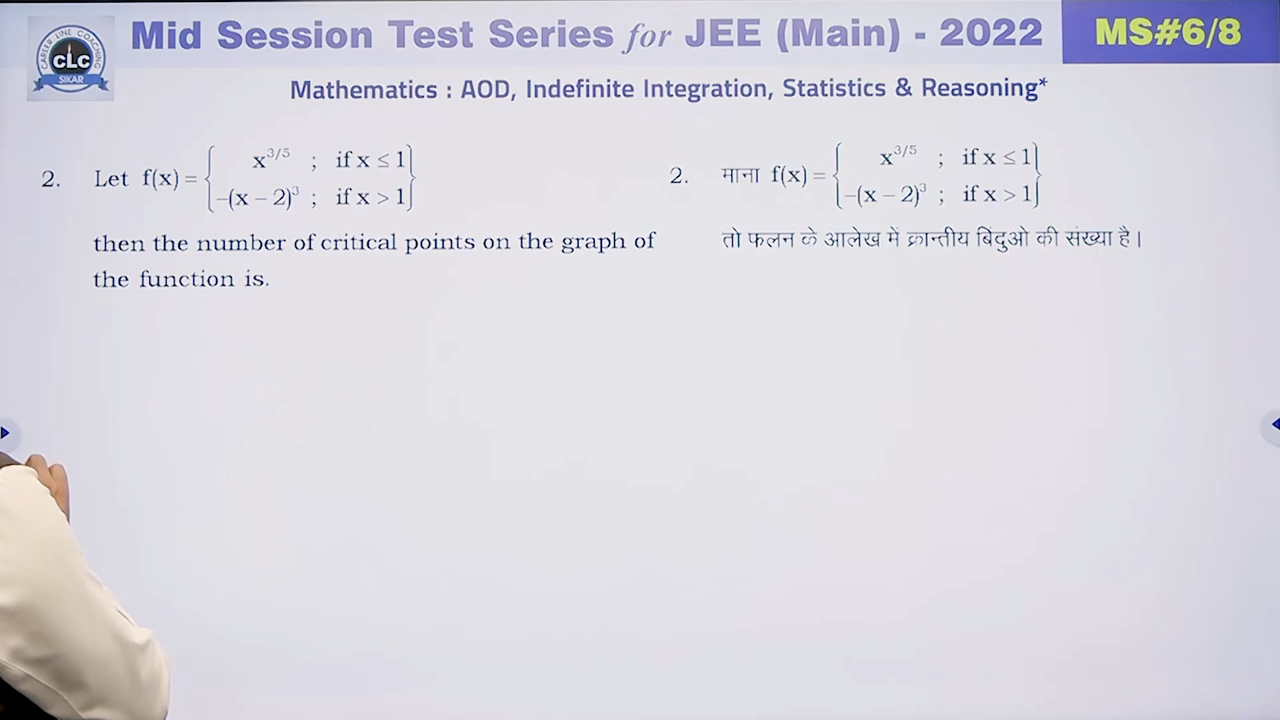 CAREER LINE COACHING
CLC
SIKAR
Mid Session Test Series for JEE (Main) - 2022
MS#6/8
Mathematics : AOD, Indefinite Integration, Statistics & Reasoning*
2. Let f(x) = { x^{3/5} ; if x ≤ 1
-(x – 2)³ ; if x > 1 }
then the number of critical points on the graph of
the function is.
2. माना f(x) = { x^{3/5} ; if x ≤ 1
-(x – 2)³ ; if x > 1 }
तो फलन के आलेख में क्रान्तीय बिदुओ की संख्या है।